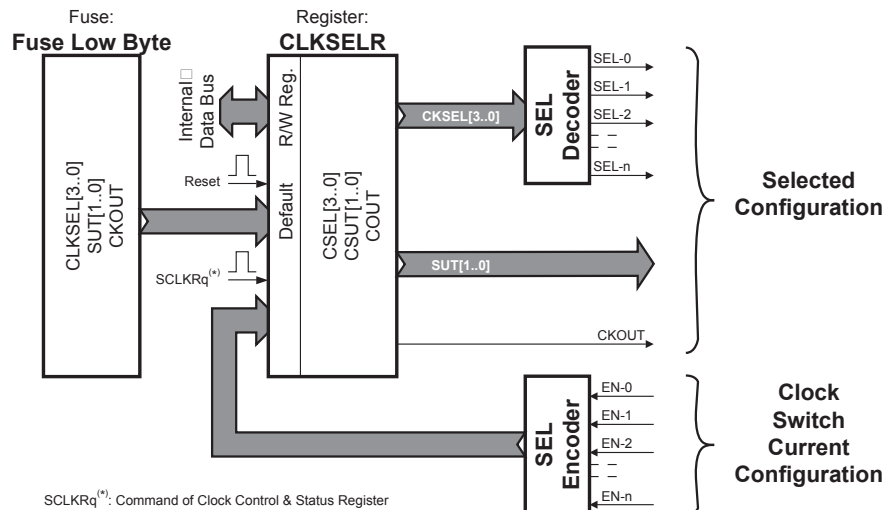 Fuse:
Fuse Low Byte
Register:
CLKSELR
Internal□
Data Bus
R/W Reg.
Reset
Default
SCLKRq(*)
CLKSEL[3..0]
SUT[1..0]
CKOUT
CSEL[3..0]
CSUT[1..0]
COUT
CKSEL[3..0]
SUT[1..0]
CKOUT
SEL
Decoder
SEL-0
SEL-1
SEL-2
SEL-n
Selected
Configuration
SEL
Encoder
EN-0
EN-1
EN-2
EN-n
Clock
Switch
Current
Configuration
SCLKRq(*): Command of Clock Control & Status Register